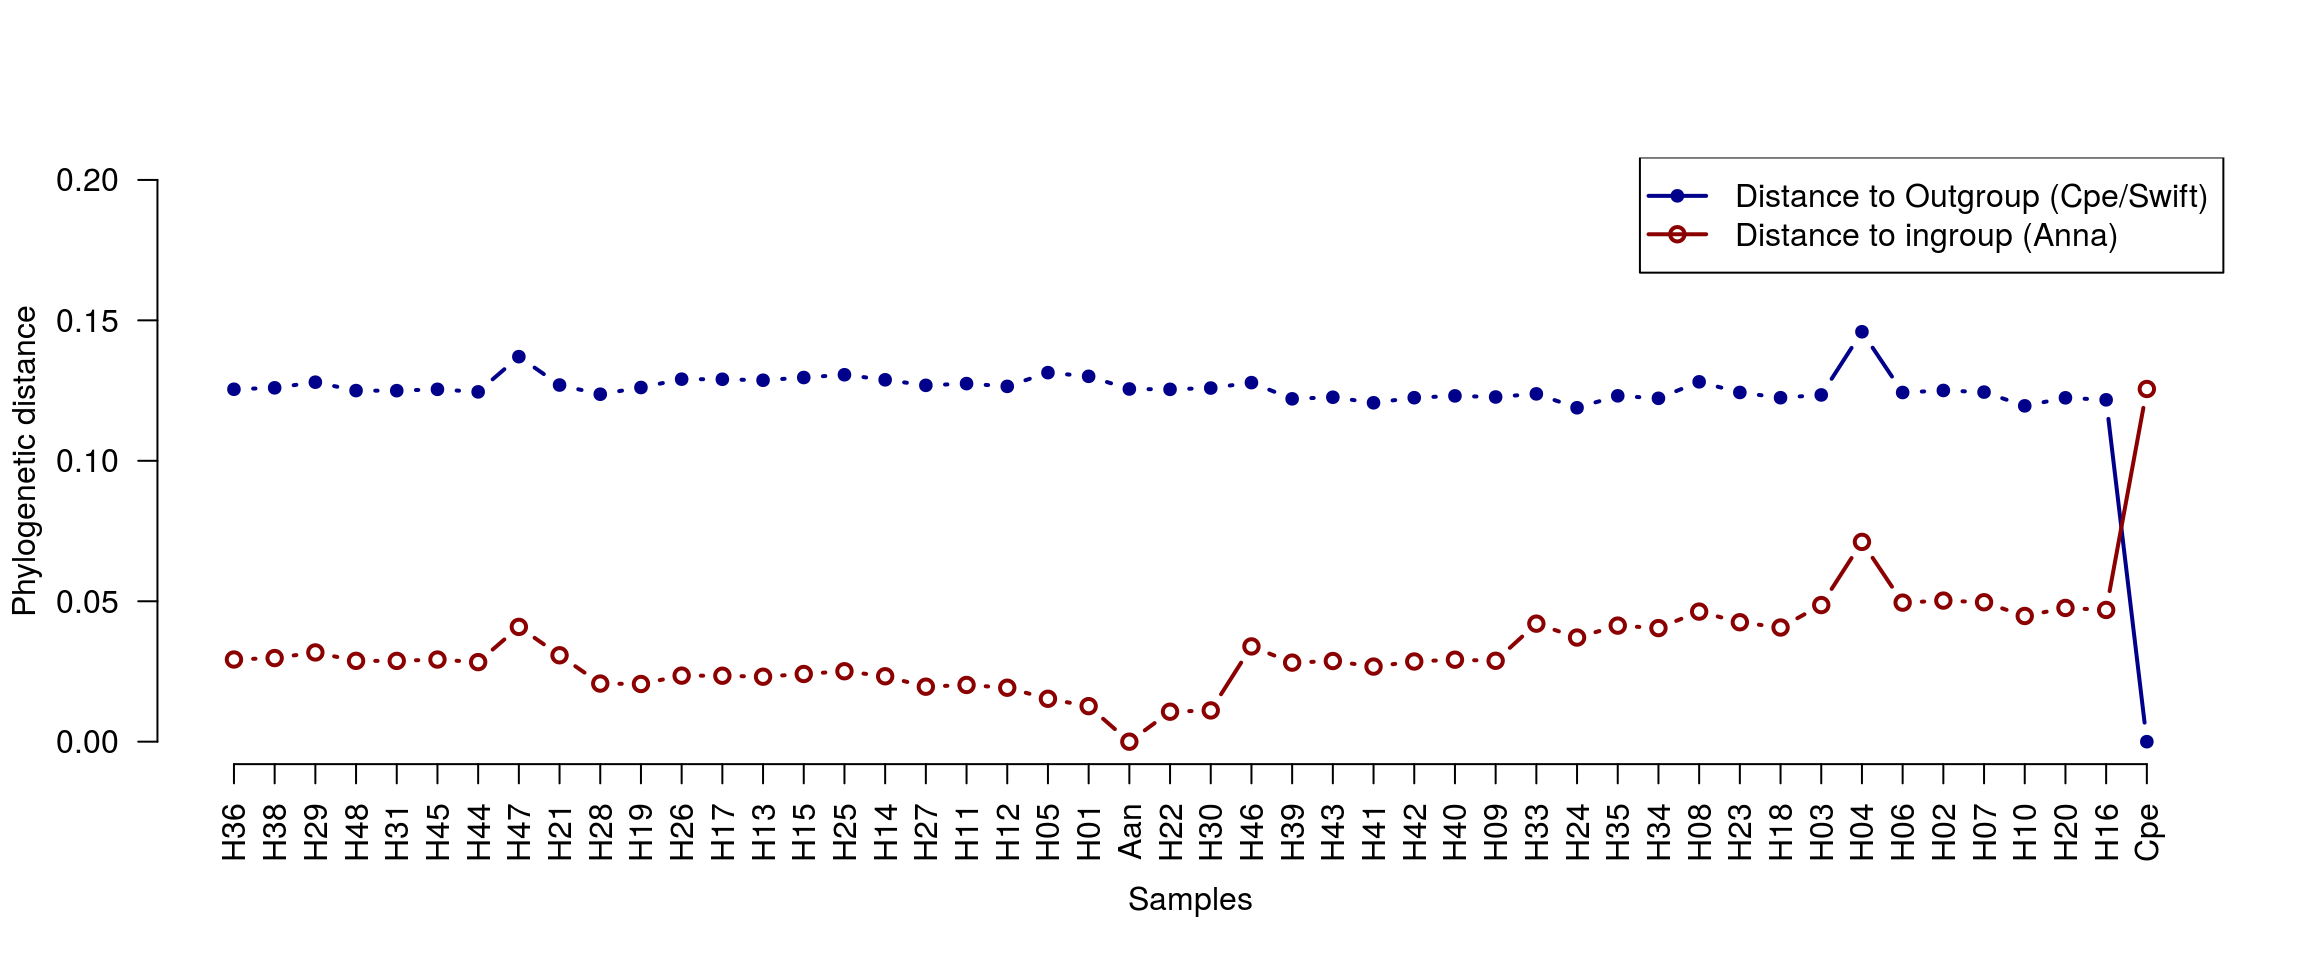 0.20
Distance to Outgroup (Cpe/Swift)
Distance to ingroup (Anna)
0.15
0.10
0.05
0.00
Phylogenetic distance
H36 H38 H29 H48 H31 H45 H44 H47 H21 H28 H19 H26 H17 H13 H15 H25 H14 H27 H11 H12 H05 H01 Aan H22 H30 H46 H39 H43 H41 H42 H40 H09 H33 H24 H35 H34 H08 H23 H18 H03 H04 H06 H02 H07 H10 H20 H16 Cpe
Samples